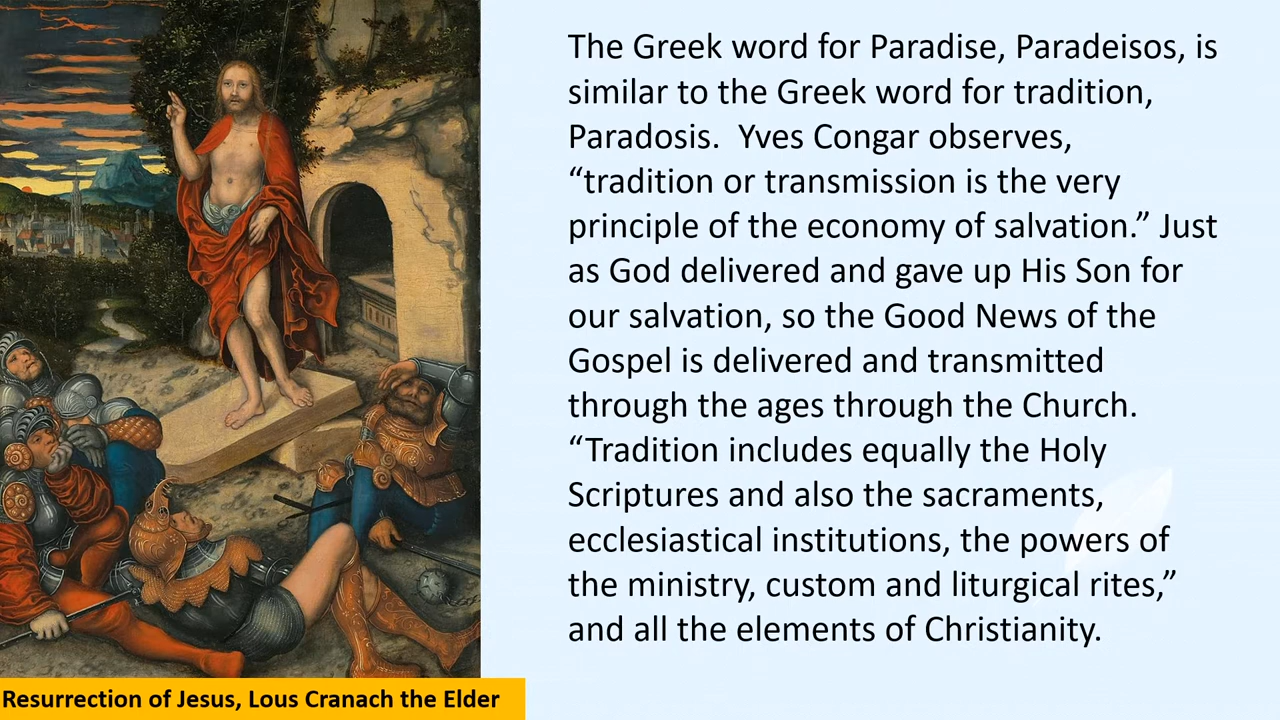 The Greek word for Paradise, Paradeisos, is
similar to the Greek word for tradition,
Paradosis.  Yves Congar observes,
“tradition or transmission is the very
principle of the economy of salvation.” Just
as God delivered and gave up His Son for
our salvation, so the Good News of the
Gospel is delivered and transmitted
through the ages through the Church.
“Tradition includes equally the Holy
Scriptures and also the sacraments,
ecclesiastical institutions, the powers of
the ministry, custom and liturgical rites,”
and all the elements of Christianity.
Resurrection of Jesus, Lous Cranach the Elder